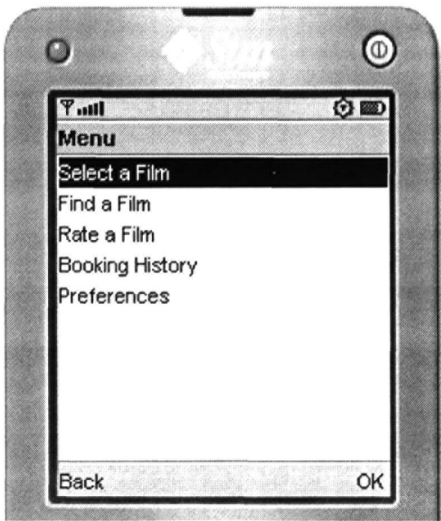 Menu
Select a Film
Find a Film
Rate a Film
Booking History
Preferences
Back
OK